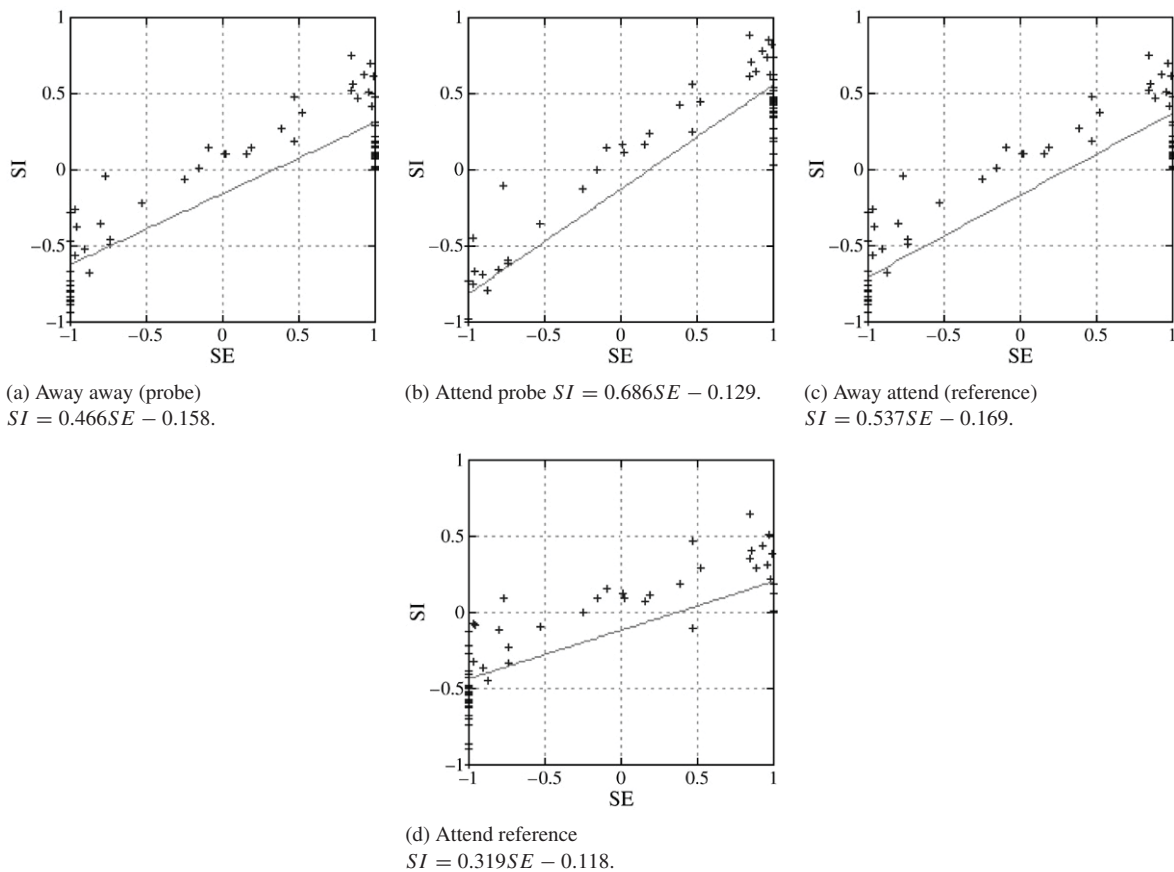 1
0.5
0
−0.5
−1
SI
−1
−0.5
0
0.5
1
SE
(a) Away away (probe)
SI = 0.466SE − 0.158.
1
0.5
0
−0.5
−1
SI
−1
−0.5
0
0.5
1
SE
(b) Attend probe SI = 0.686SE − 0.129.
1
0.5
0
−0.5
−1
SI
−1
−0.5
0
0.5
1
SE
(c) Away attend (reference)
SI = 0.537SE − 0.169.
1
0.5
0
−0.5
−1
SI
−1
−0.5
0
0.5
1
SE
(d) Attend reference
SI = 0.319SE − 0.118.